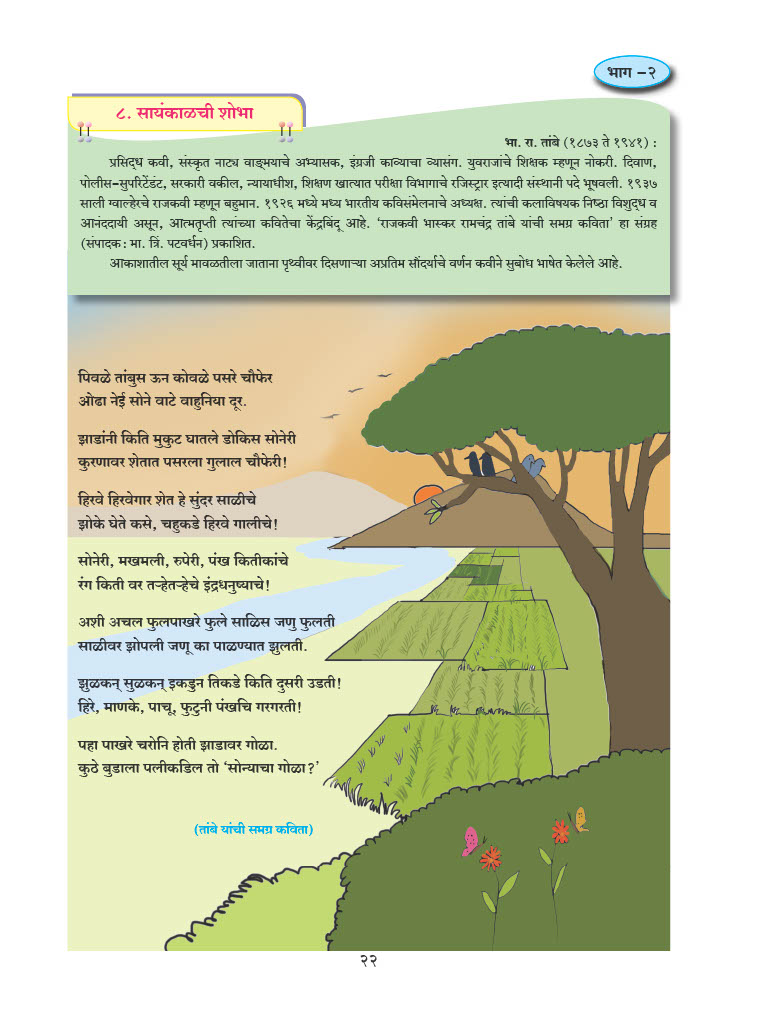 भाग –२
८. सायंकाळची शोभा
भा. रा. तांबे (१८७३ ते १९४१) :
प्रसिद्ध कवी, संस्कृत नाट्य वाङ्मयाचे अभ्यासक, इंग्रजी काव्याचा व्यासंग. युवराजांचे शिक्षक म्हणून नोकरी. दिवाण,
पोलीस–सुपरिटेंडंट, सरकारी वकील, न्यायाधीश, शिक्षण खात्यात परीक्षा विभागाचे रजिस्ट्रार इत्यादी संस्थानी पदे भूषवली. १९३७
साली ग्वाल्हेरचे राजकवी म्हणून बहुमान. १९२६ मध्ये मध्य भारतीय कविसंमेलनाचे अध्यक्ष. त्यांची कलाविषयक निष्ठा विशुद्ध व
आनंददायी असून, आत्मतृप्ती त्यांच्या कवितेचा केंद्रबिंदू आहे. ‘राजकवी भास्कर रामचंद्र तांबे यांची समग्र कविता’ हा संग्रह
(संपादक: मा. त्रिं. पटवर्धन) प्रकाशित.
आकाशातील सूर्य मावळतीला जाताना पृथ्वीवर दिसणाऱ्या अप्रतिम सौंदर्याचे वर्णन कवीने सुबोध भाषेत केलेले आहे.
पिवळे तांबुस ऊन कोवळे पसरे चौफेर
ओढा नेई सोने वाटे वाहुनिया दूर.
झाडांनी किति मुकुट घातले डोकिस सोनेरी
कुरणावर शेतात पसरला गुलाल चौफेरी!
हिरवे हिरवेगार शेत हे सुंदर साळीचे
झोके घेते कसे, चहुकडे हिरवे गालीचे!
सोनेरी, मखमली, रुपेरी, पंख कितीकांचे
रंग किती वर तऱ्हेतऱ्हेचे इंद्रधनुष्याचे!
अशी अचल फुलपाखरे फुले साळिस जणु फुलती
साळीवर झोपली जणू का पाळण्यात झुलती.
झुळकन् सुळकन् इकडुन तिकडे किति दुसरी उडती!
हिरे, माणके, पाचू, फुटुनी पंखचि गरगरती!
पहा पाखरे चरोनि होती झाडावर गोळा.
कुठे बुडाला पलीकडिल तो ‘सोन्याचा गोळा?’
(तांबे यांची समग्र कविता)
२२